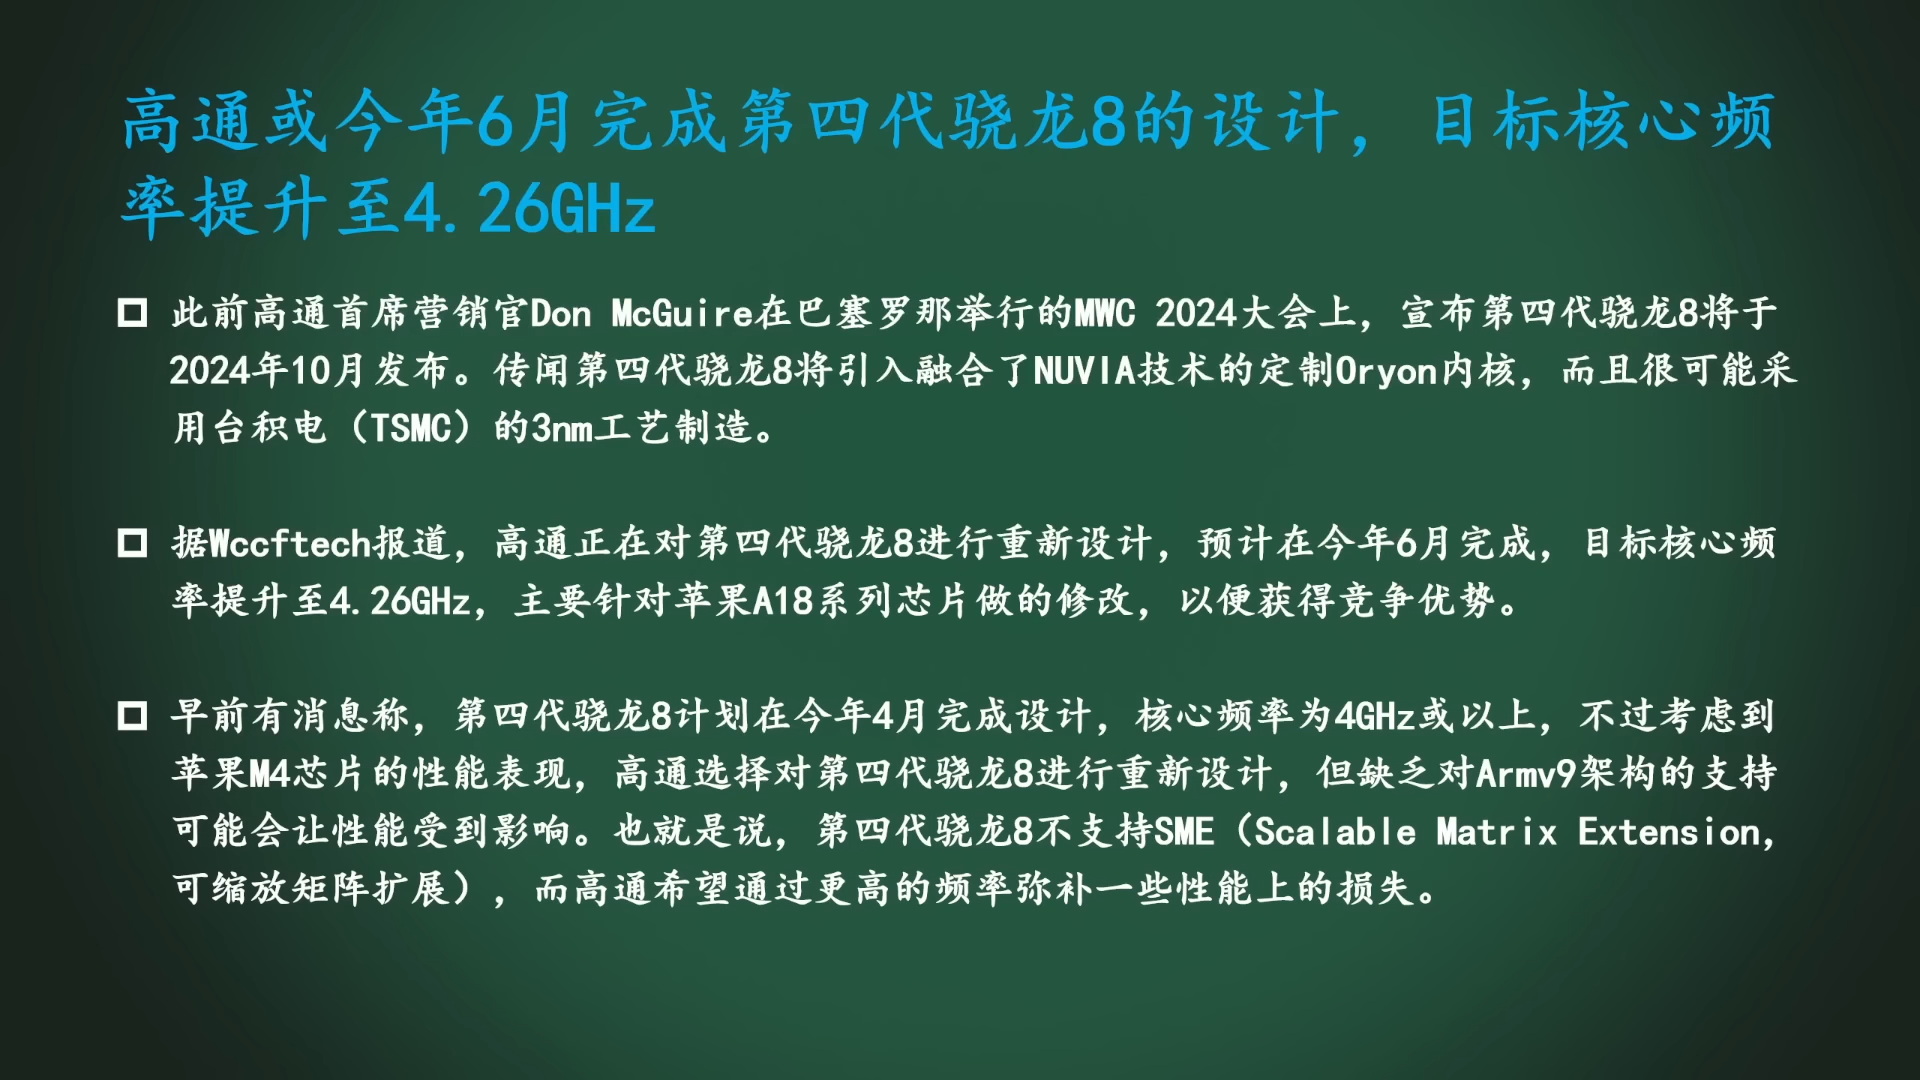 高通或今年6月完成第四代骁龙8的设计，目标核心频
率提升至4.26GHz
此前高通首席营销官Don McGuire在巴塞罗那举行的MWC 2024大会上，宣布第四代骁龙8将于
2024年10月发布。传闻第四代骁龙8将引入融合了NUVIA技术的定制Oryon内核，而且很可能采
用台积电（TSMC）的3nm工艺制造。
据Wccftech报道，高通正在对第四代骁龙8进行重新设计，预计在今年6月完成，目标核心频
率提升至4.26GHz，主要针对苹果A18系列芯片做的修改，以便获得竞争优势。
早前有消息称，第四代骁龙8计划在今年4月完成设计，核心频率为4GHz或以上，不过考虑到
苹果M4芯片的性能表现，高通选择对第四代骁龙8进行重新设计，但缺乏对Armv9架构的支持
可能会让性能受到影响。也就是说，第四代骁龙8不支持SME（Scalable Matrix Extension，
可缩放矩阵扩展），而高通希望通过更高的频率弥补一些性能上的损失。